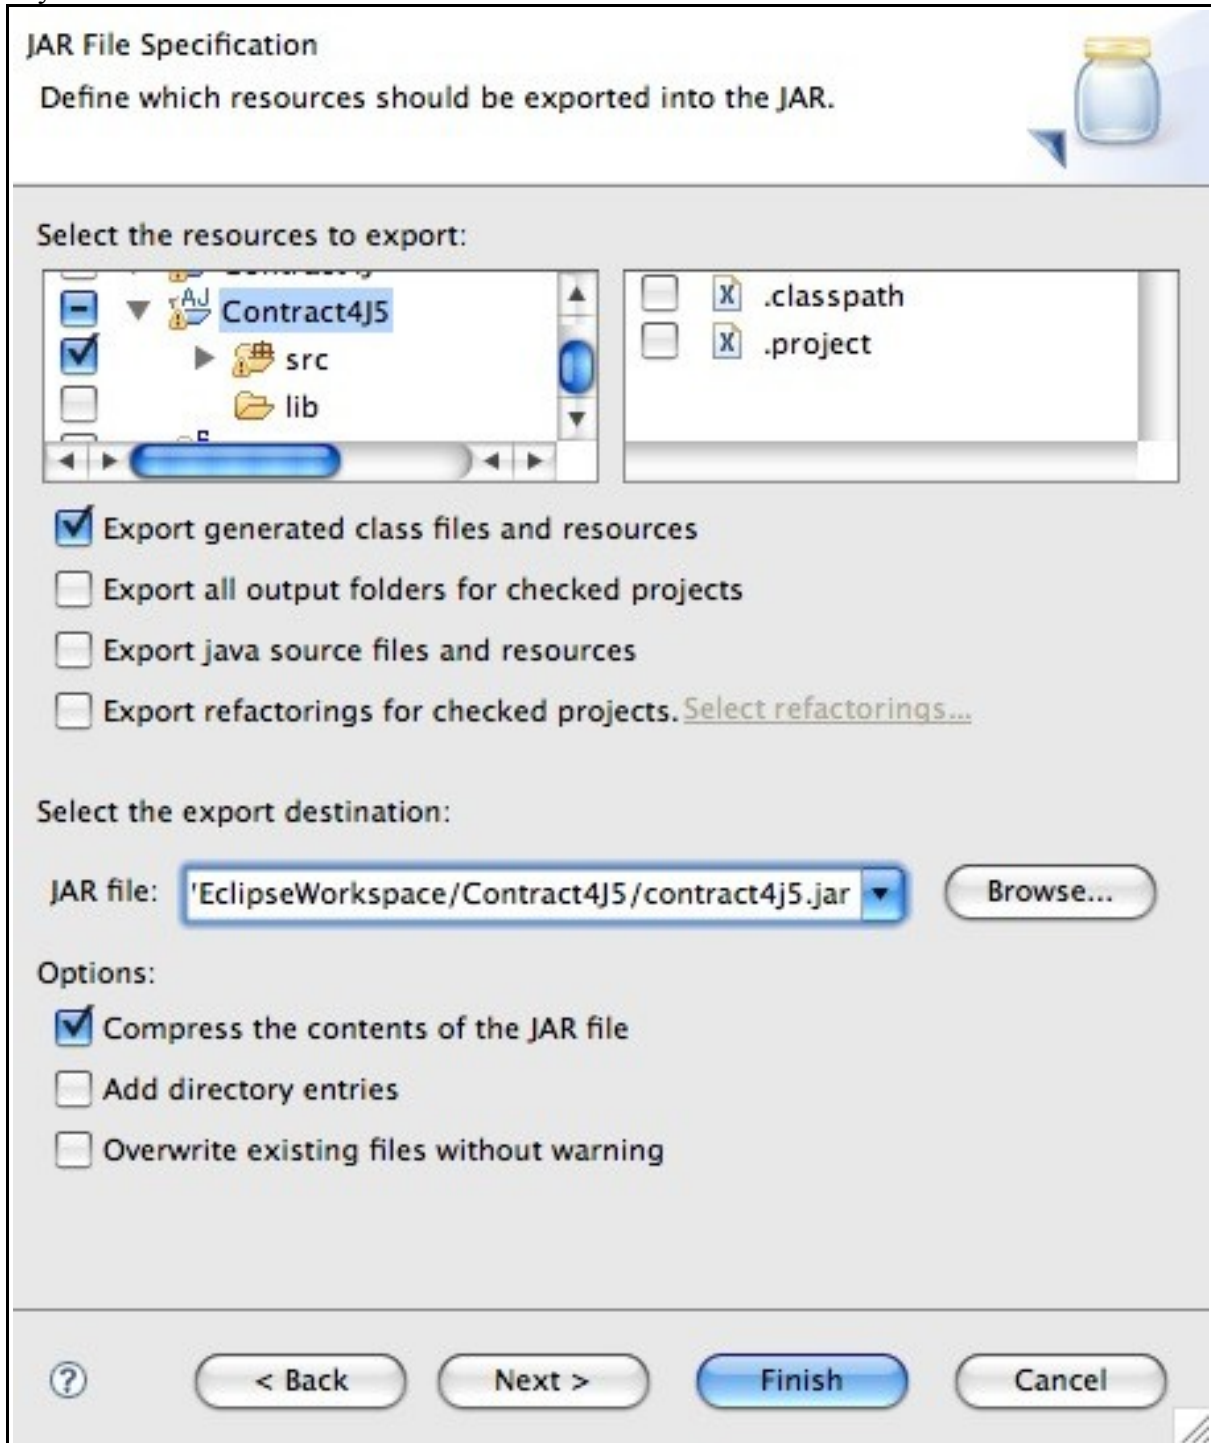 JAR File Specification
Define which resources should be exported into the JAR.
Select the resources to export:
Contract4J5
src
lib
.classpath
.project
Export generated class files and resources
Export all output folders for checked projects
Export java source files and resources
Export refactorings for checked projects. Select refactorings...
Select the export destination:
JAR file: 'EclipseWorkspace/Contract4J5/contract4j5.jar Browse...
Options:
Compress the contents of the JAR file
Add directory entries
Overwrite existing files without warning
? < Back Next > Finish Cancel